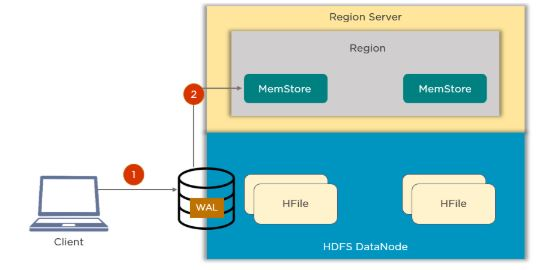 Region Server
Region
MemStore
MemStore
2
1
WAL
HFile
HFile
Client
HDFS DataNode